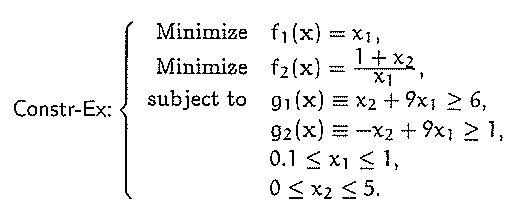 Constr-Ex: Minimize f₁(x) = x₁,
Minimize f₂(x) = (1 + x₂)/x₁,
subject to g₁(x) ≡ x₂ + 9x₁ ≥ 6,
g₂(x) ≡ −x₂ + 9x₁ ≥ 1,
0.1 ≤ x₁ ≤ 1,
0 ≤ x₂ ≤ 5.